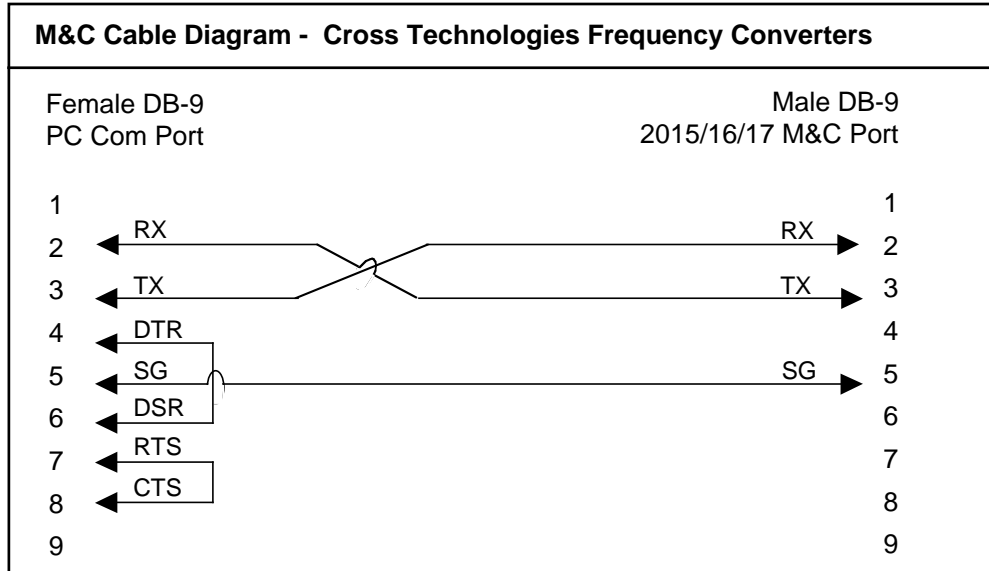 M&C Cable Diagram - Cross Technologies Frequency Converters
Female DB-9
PC Com Port
Male DB-9
2015/16/17 M&C Port
1 1
2 RX RX 2
3 TX TX 3
4 DTR 4
5 SG SG 5
6 DSR 6
7 RTS 7
8 CTS 8
9 9